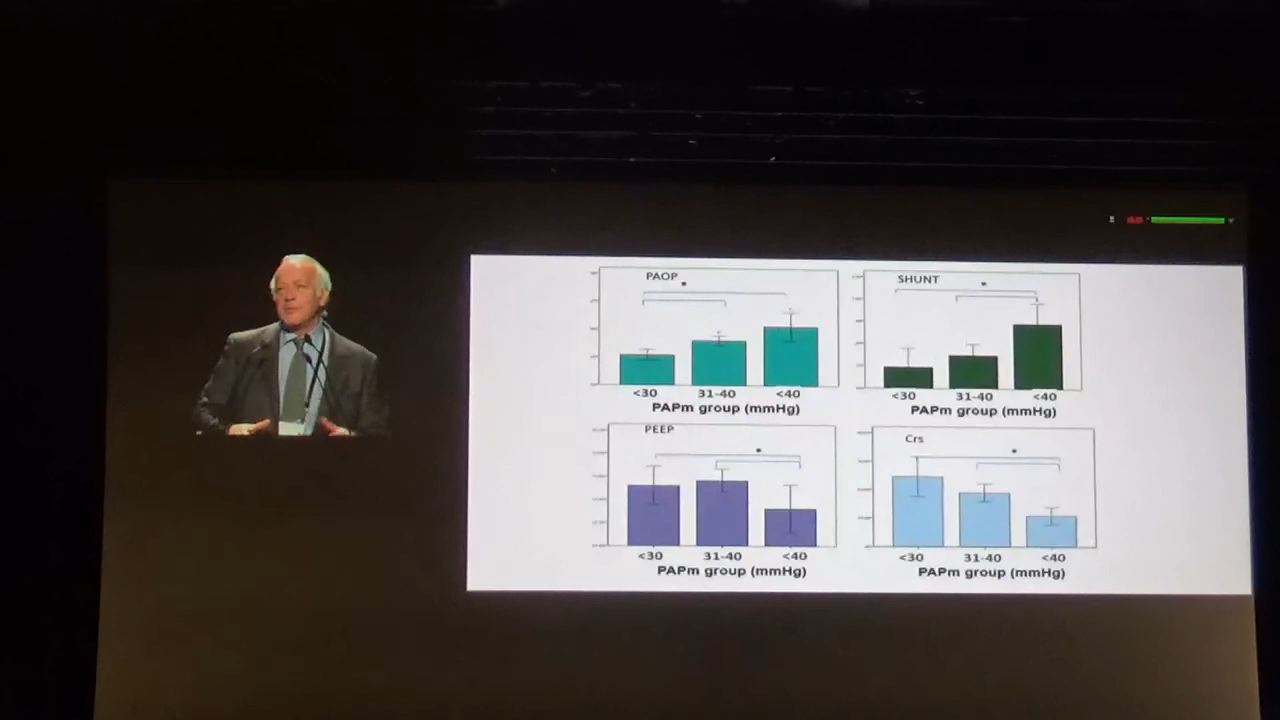 PAOP
<30 31-40 <40
PAPm group (mmHg)
SHUNT
<30 31-40 <40
PAPm group (mmHg)
PEEP
<30 31-40 <40
PAPm group (mmHg)
Crs
<30 31-40 <40
PAPm group (mmHg)